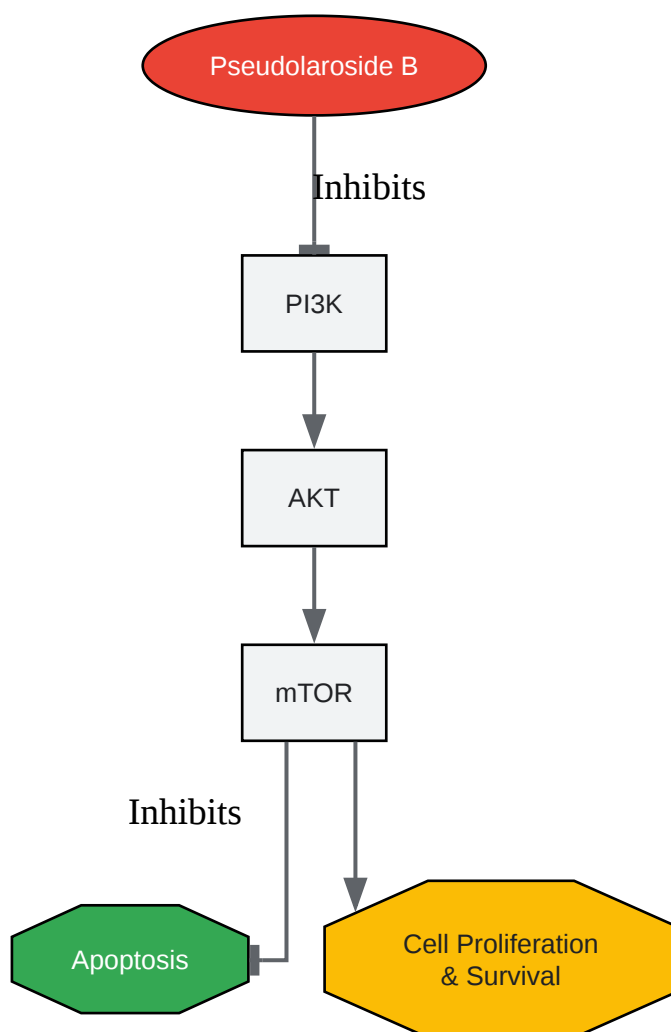 Pseudolaroside B
Inhibits
PI3K
AKT
mTOR
Inhibits
Apoptosis
Cell Proliferation
& Survival